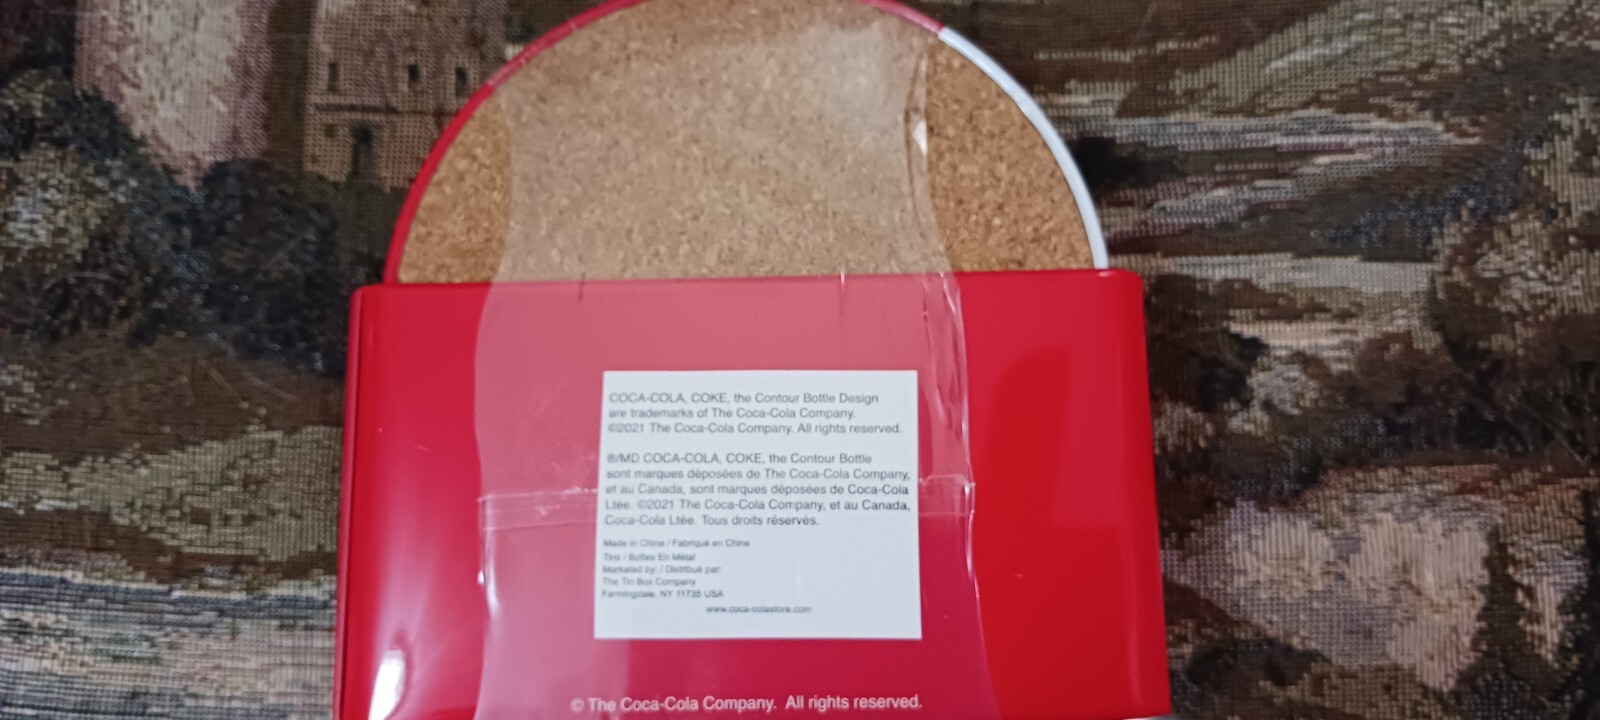 COCA-COLA, COKE, the Contour Bottle Design
are trademarks of The Coca-Cola Company.
©2021 The Coca-Cola Company. All rights reserved.
®/MD COCA-COLA, COKE, the Contour Bottle
sont marques déposées de The Coca-Cola Company,
et au Canada, sont marques déposées de Coca-Cola
Ltée. ©2021 The Coca-Cola Company, et au Canada,
Coca-Cola Ltée. Tous droits réservés.
Made in China / Fabriqué en Chine
Tins / Boîtes En Métal
Marketed by: / Distribué par:
The Tin Box Company
Farmingdale, NY 11735 USA
www.coca-colastore.com
© The Coca-Cola Company. All rights reserved.